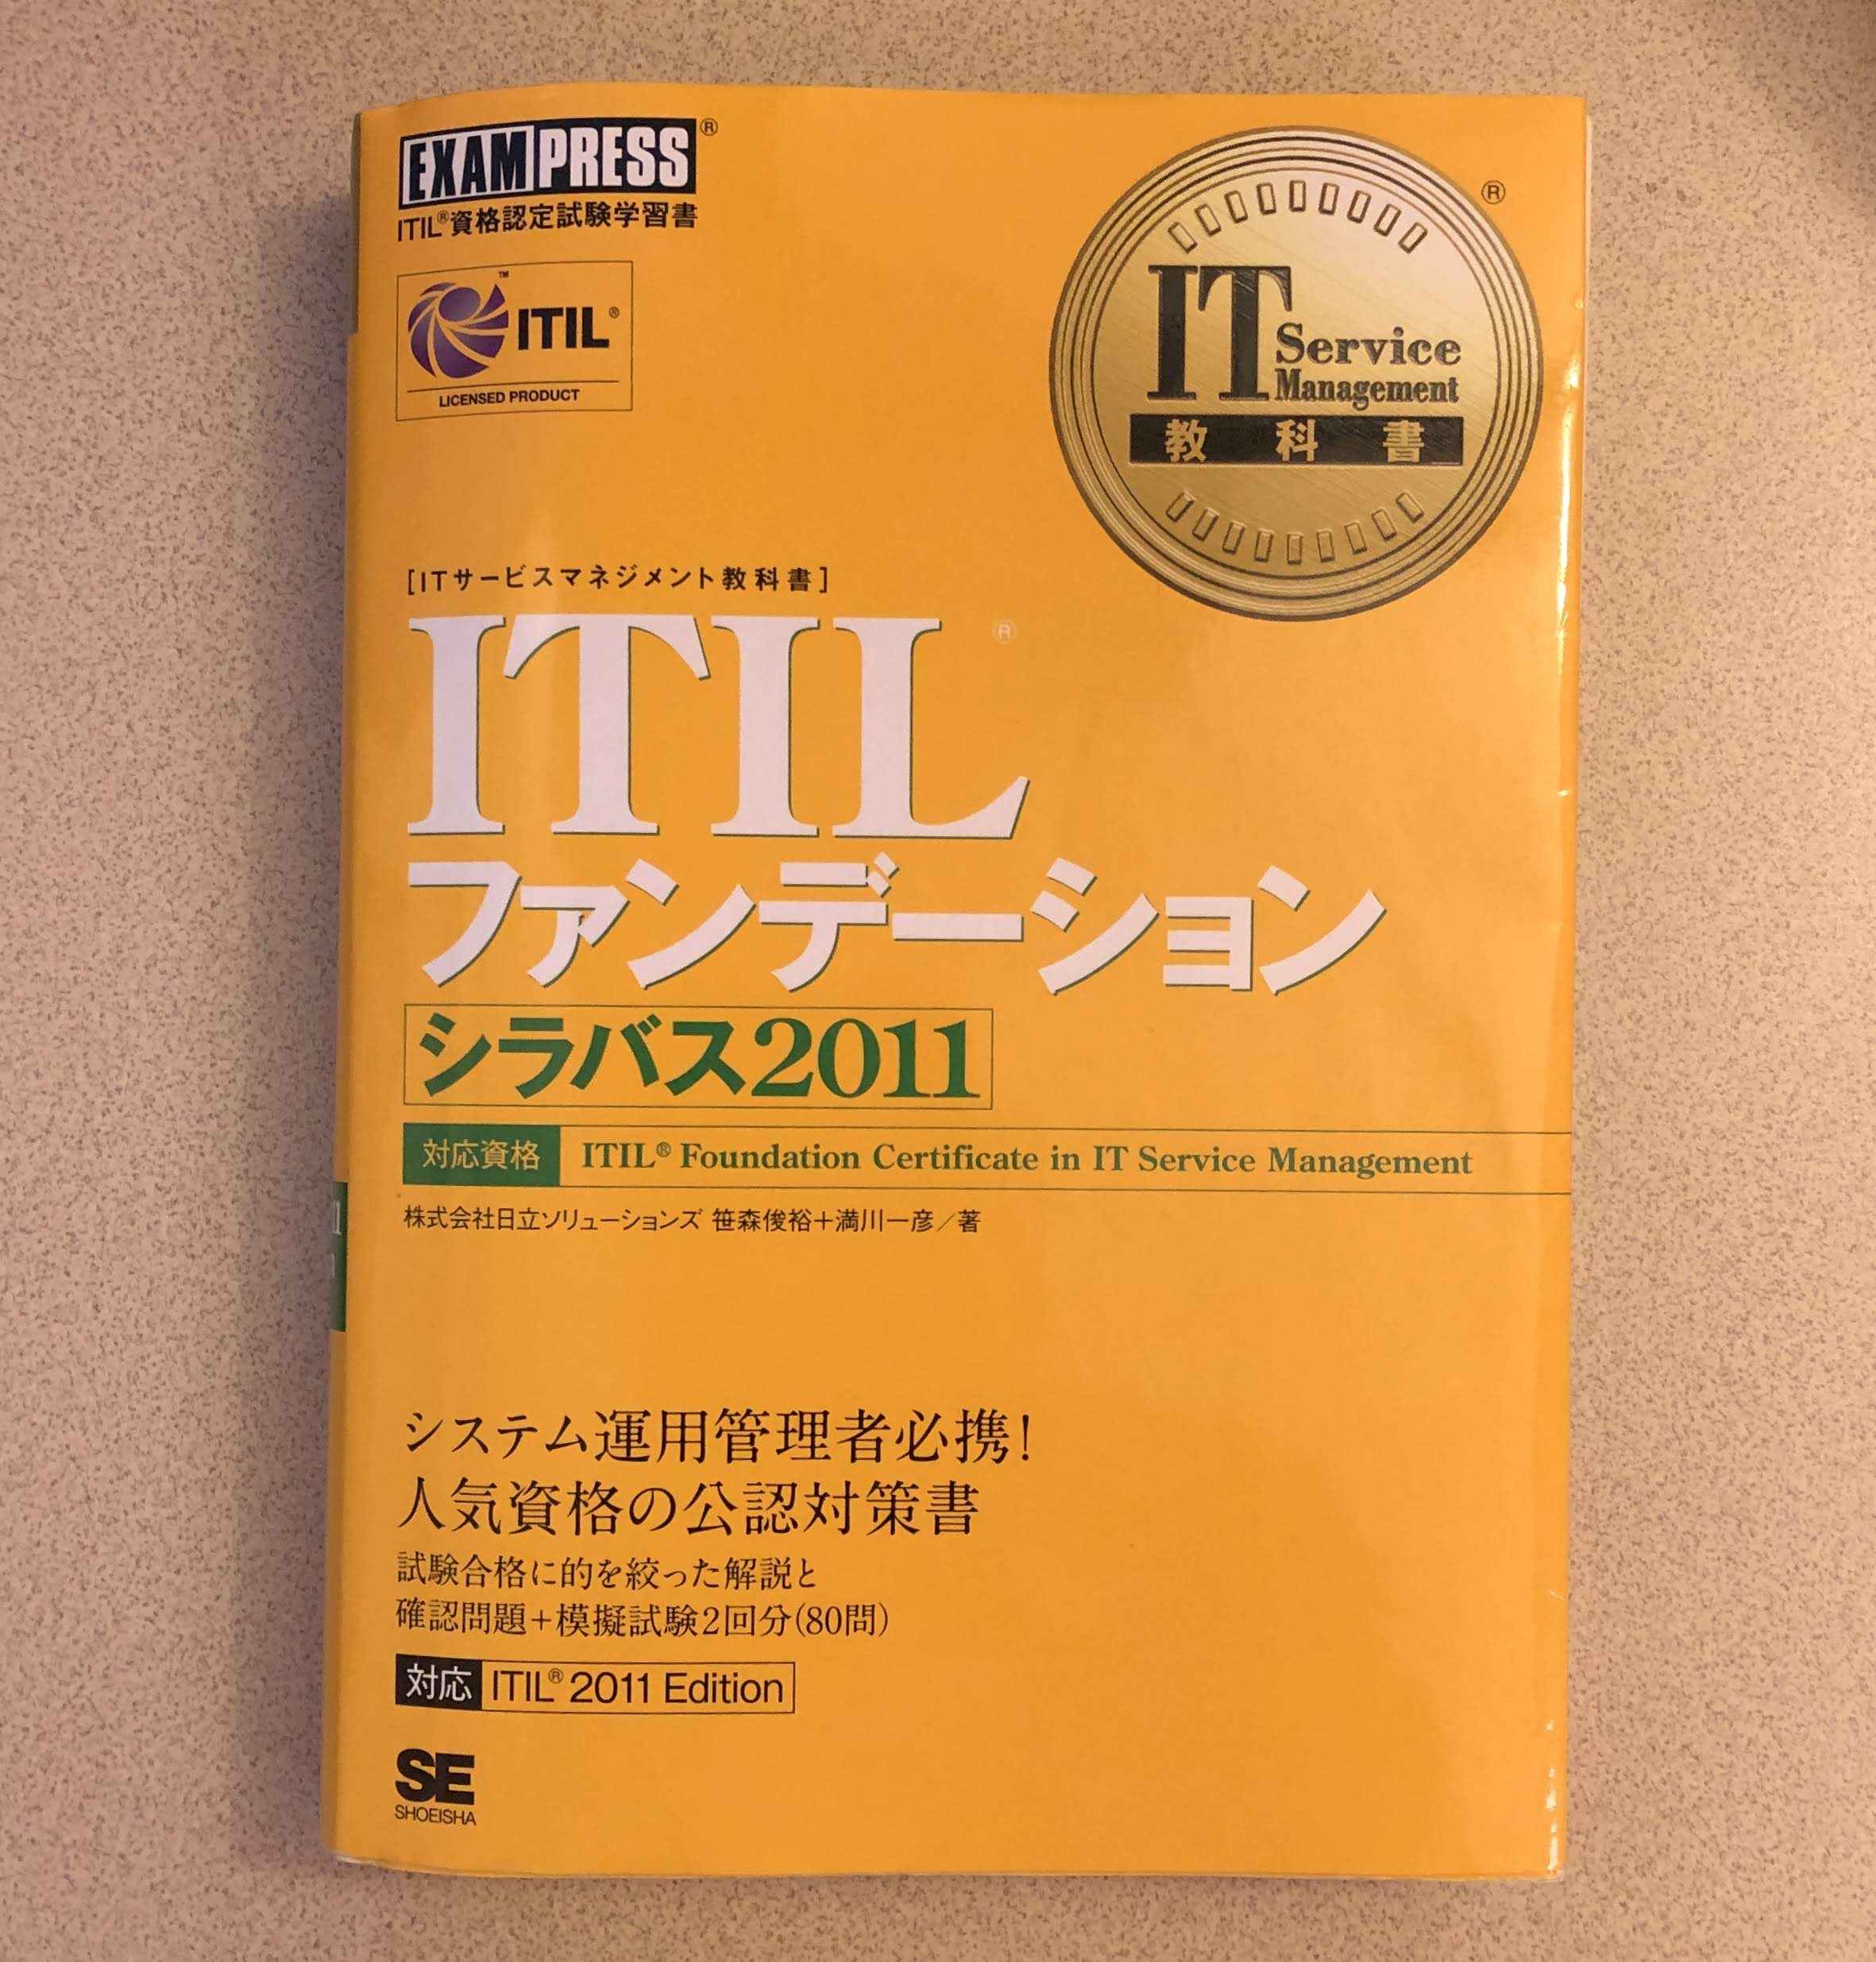 EXAMPRESS®
ITIL®資格認定試験学習書
ITIL®
™
LICENSED PRODUCT
®
IT Service
Management
教科書
[ITサービスマネジメント教科書]
ITIL®
ファンデーション
シラバス2011
対応資格 ITIL® Foundation Certificate in IT Service Management
株式会社日立ソリューションズ 笹森俊裕+満川一彦/著
システム運用管理者必携!
人気資格の公認対策書
試験合格に的を絞った解説と
確認問題+模擬試験2回分(80問)
対応 ITIL® 2011 Edition
SE
SHOEISHA